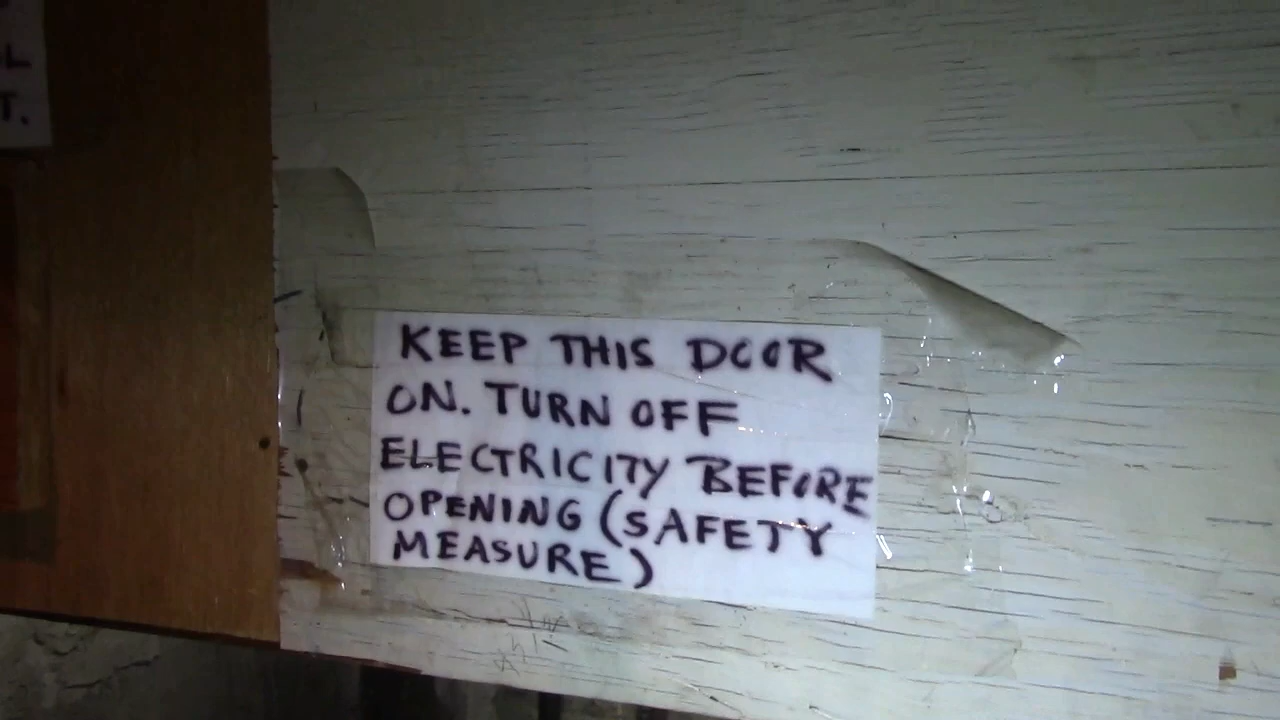 L
T.
KEEP THIS DOOR
ON. TURN OFF
ELECTRICITY BEFORE
OPENING (SAFETY
MEASURE)